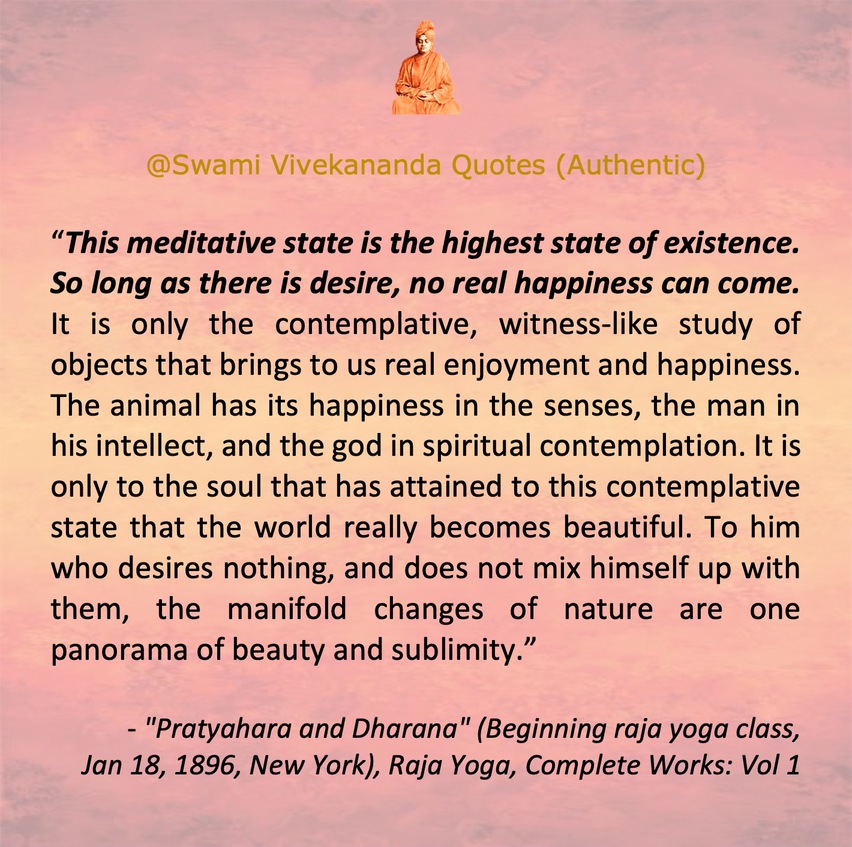 @Swami Vivekananda Quotes (Authentic)
“This meditative state is the highest state of existence.
So long as there is desire, no real happiness can come.
It is only the contemplative, witness-like study of
objects that brings to us real enjoyment and happiness.
The animal has its happiness in the senses, the man in
his intellect, and the god in spiritual contemplation. It is
only to the soul that has attained to this contemplative
state that the world really becomes beautiful. To him
who desires nothing, and does not mix himself up with
them, the manifold changes of nature are one
panorama of beauty and sublimity.”
- "Pratyahara and Dharana" (Beginning raja yoga class,
Jan 18, 1896, New York), Raja Yoga, Complete Works: Vol 1